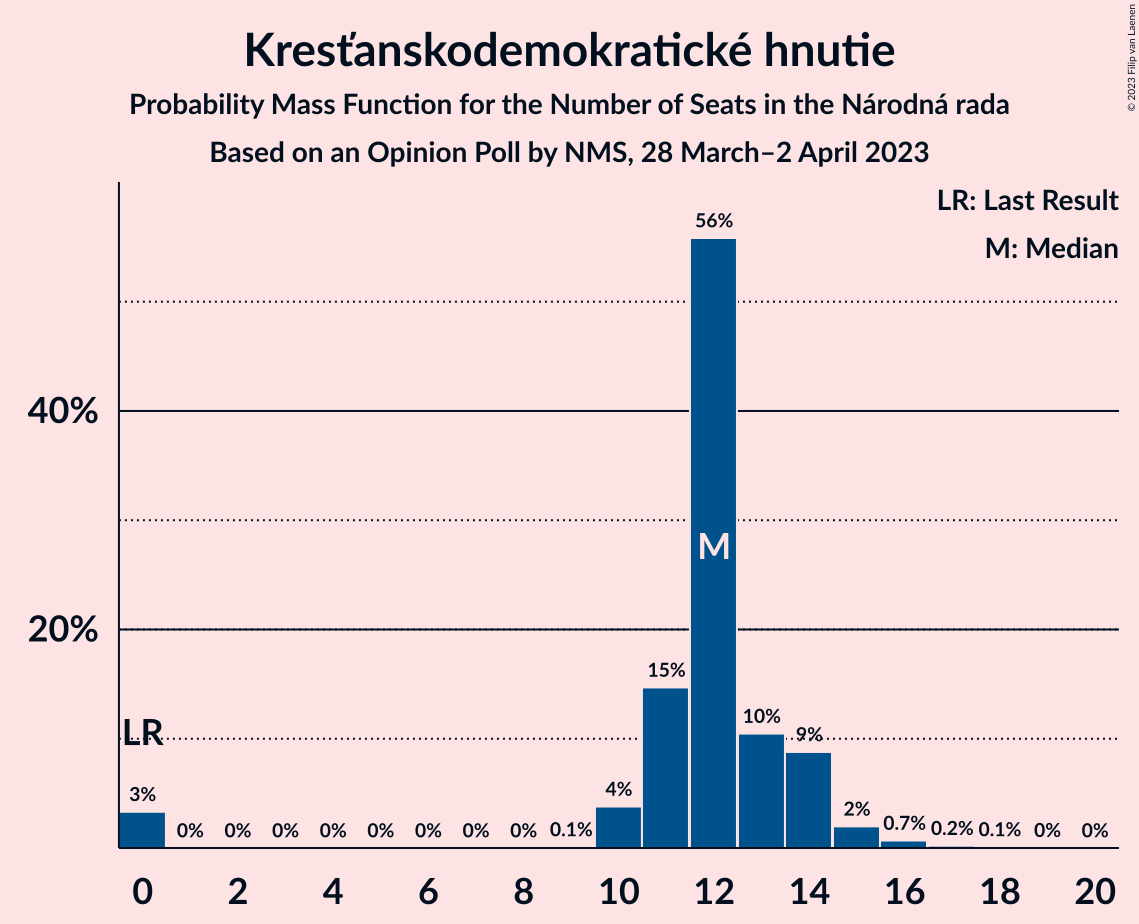 Kresťanskodemokratické hnutie
Probability Mass Function for the Number of Seats in the Národná rada
Based on an Opinion Poll by NMS, 28 March–2 April 2023
© 2023 Filip van Laenen
LR: Last Result
M: Median
56%
40%
M
20%
15%
LR
10%
9%
3%
0%
0%
0%
0%
0%
0%
0%
0%
0.1%
4%
2%
0.7%
0.2%
0.1%
0%
0%
0 2 4 6 8 10 12 14 16 18 20